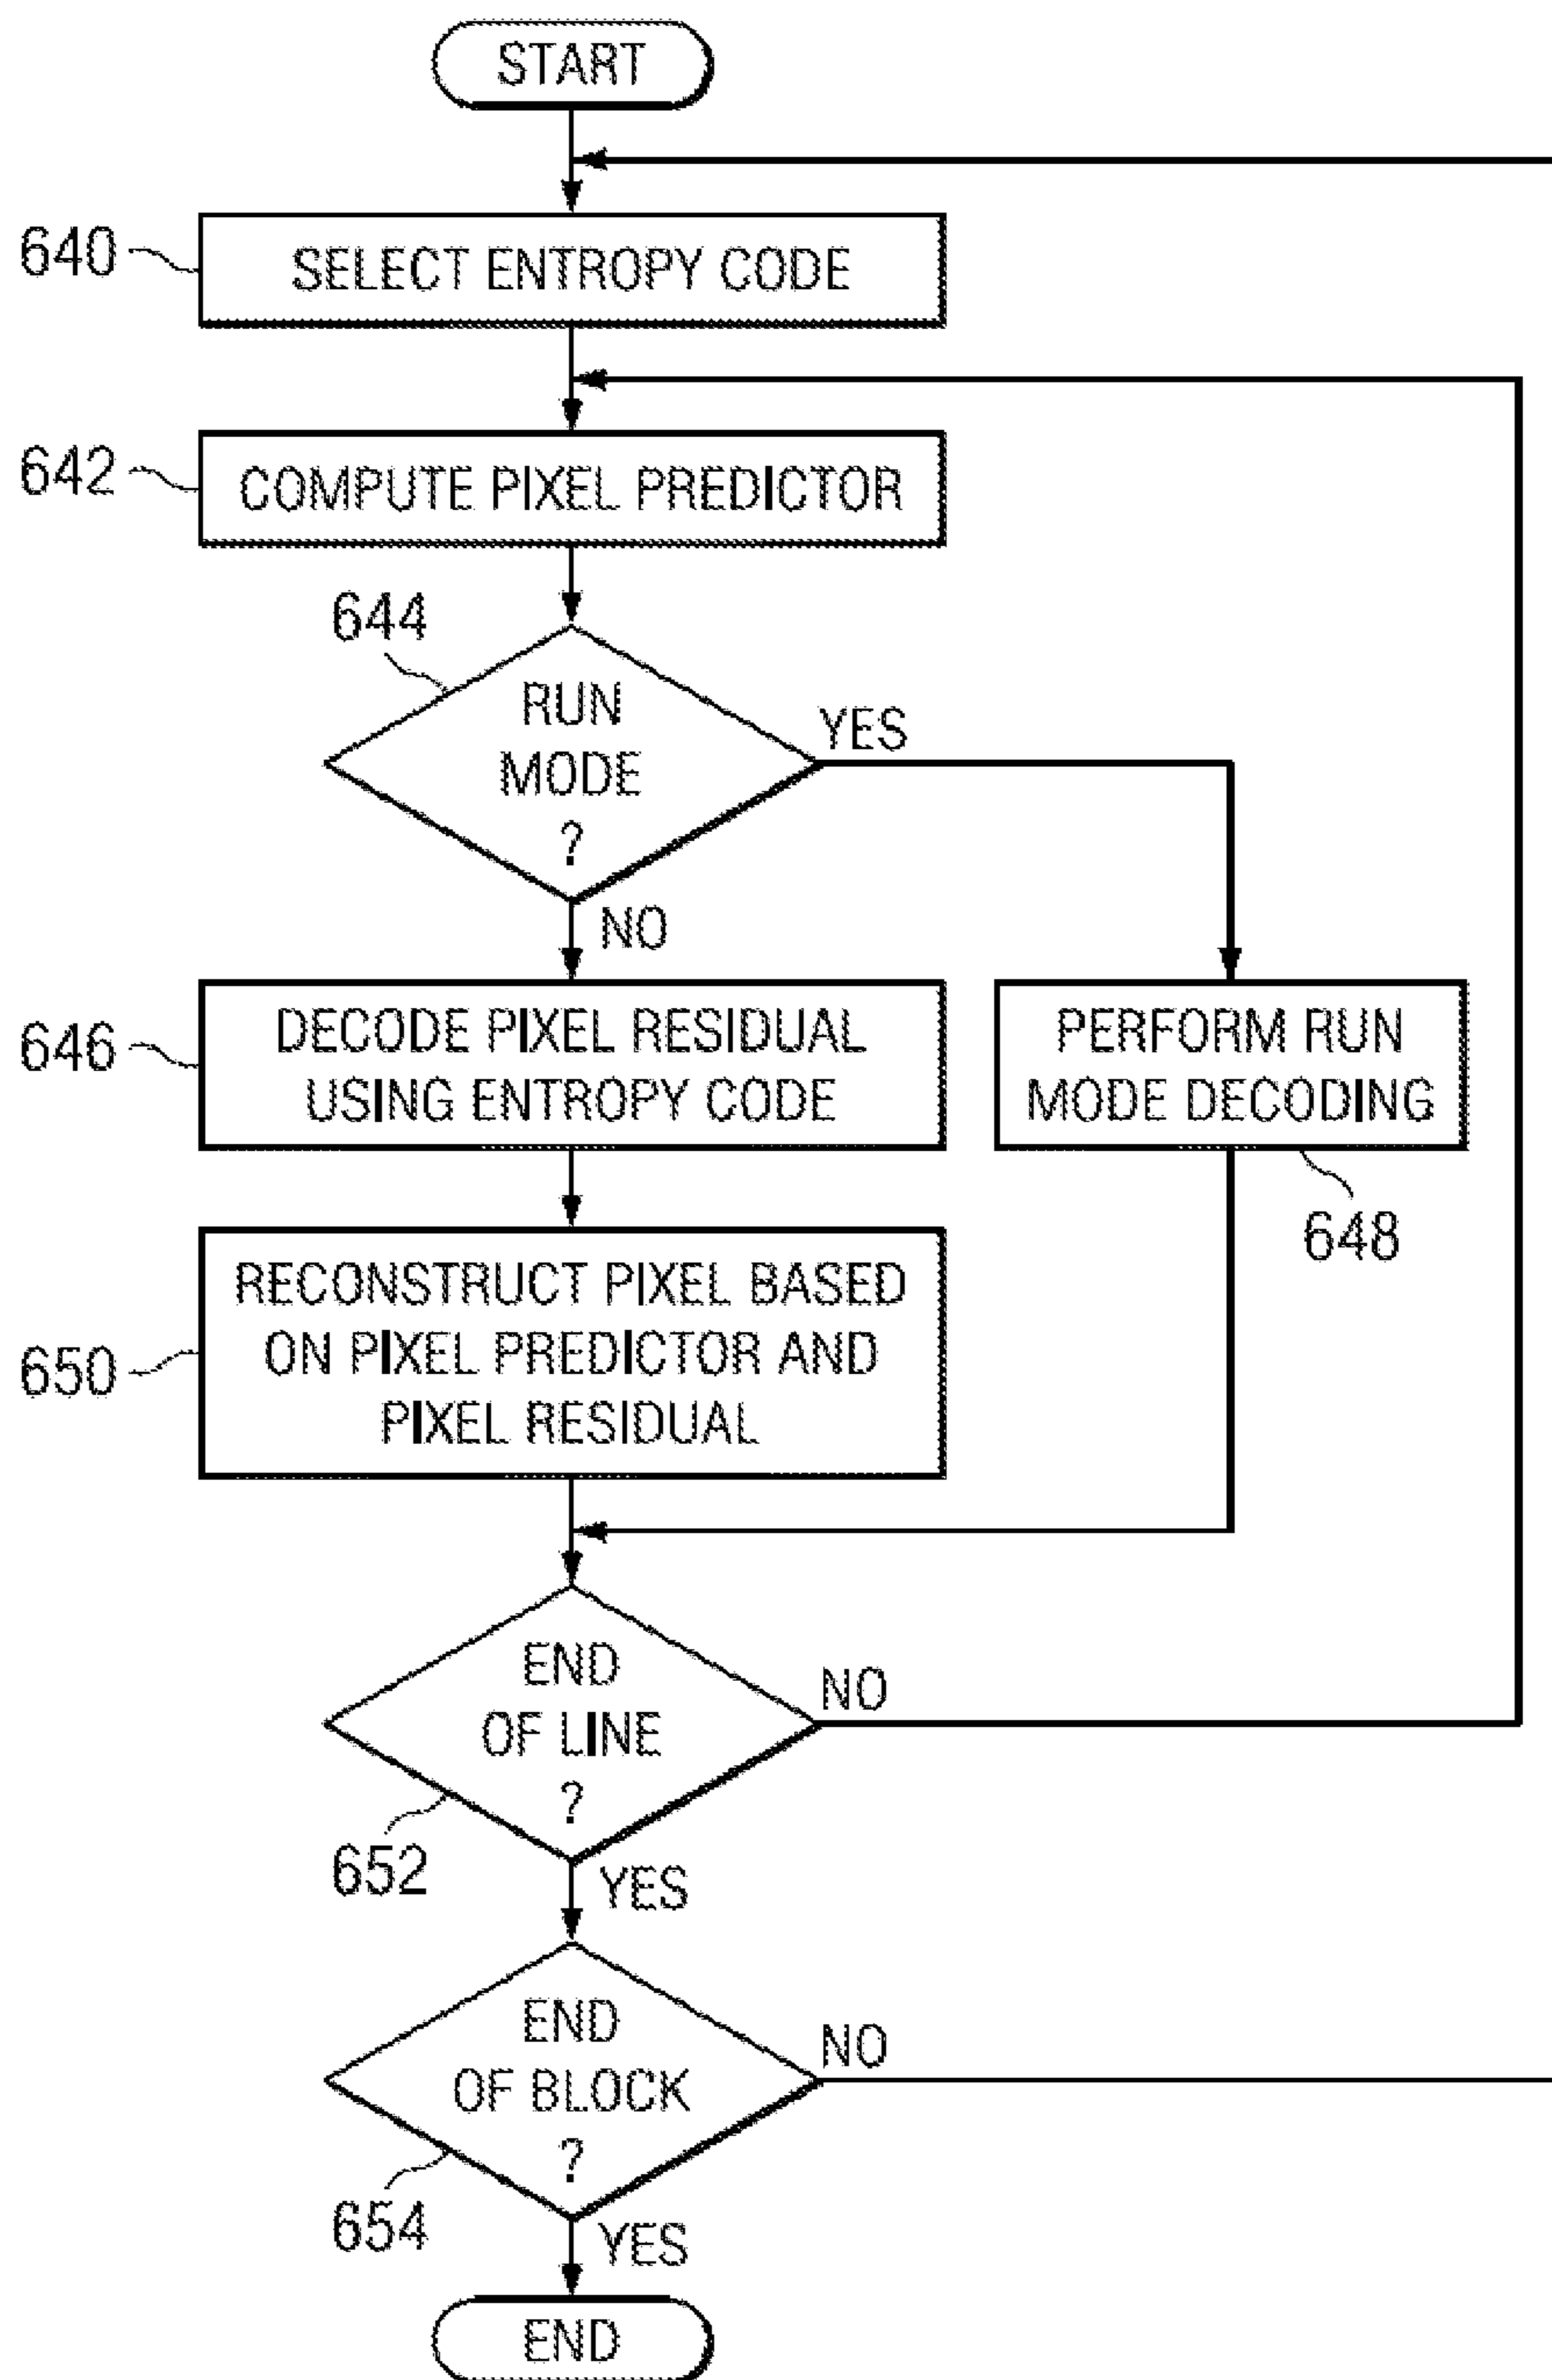 START
640
SELECT ENTROPY CODE
642
COMPUTE PIXEL PREDICTOR
644
RUN
MODE
?
YES
NO
646
DECODE PIXEL RESIDUAL
USING ENTROPY CODE
PERFORM RUN
MODE DECODING
648
650
RECONSTRUCT PIXEL BASED
ON PIXEL PREDICTOR AND
PIXEL RESIDUAL
END
OF LINE
?
NO
652
YES
END
OF BLOCK
?
NO
654
YES
END